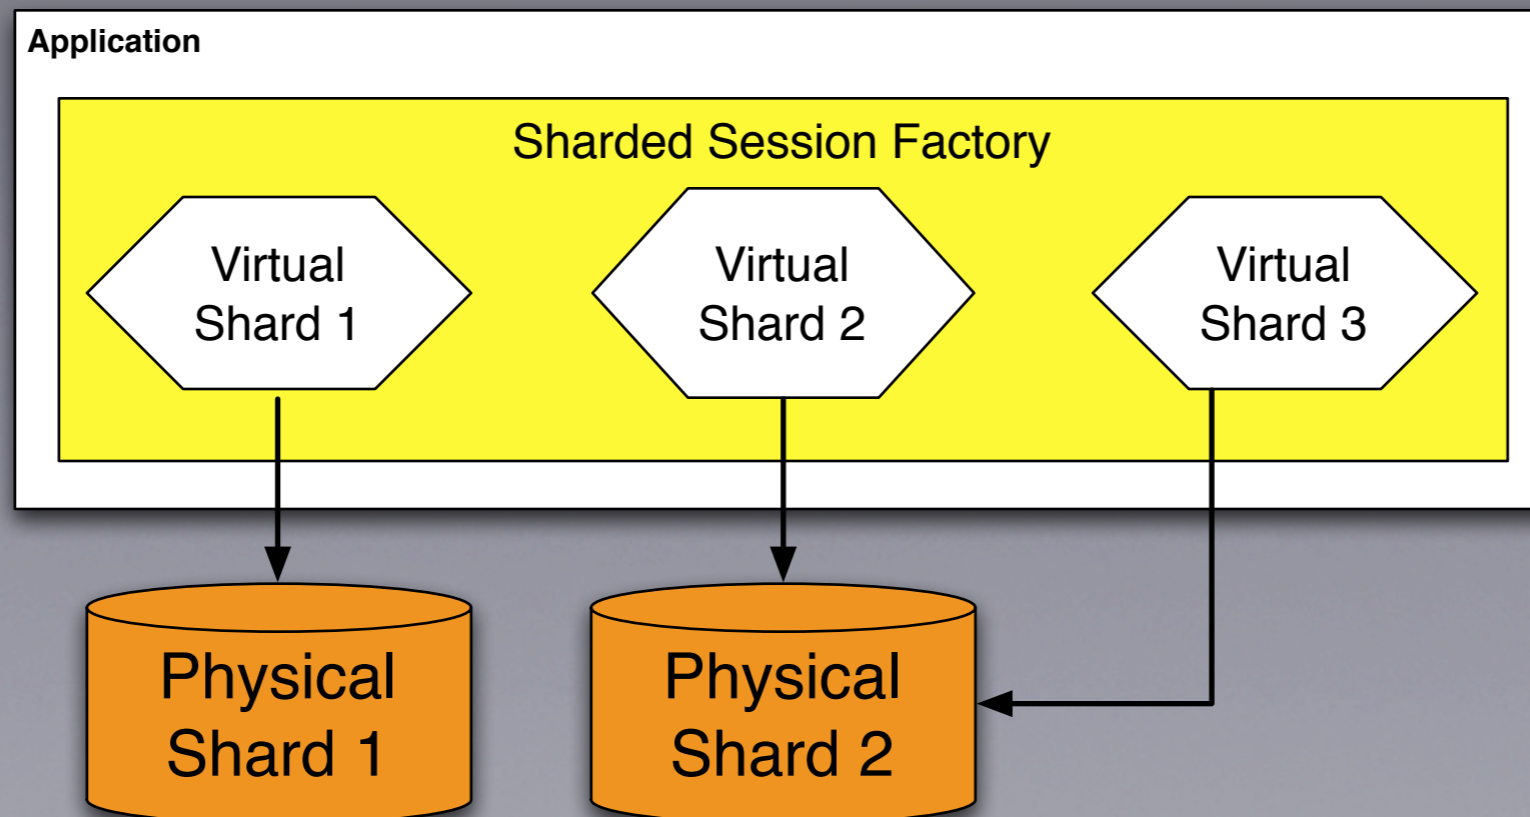 Application
Sharded Session Factory
Virtual
Shard 1
Virtual
Shard 2
Virtual
Shard 3
Physical
Shard 1
Physical
Shard 2